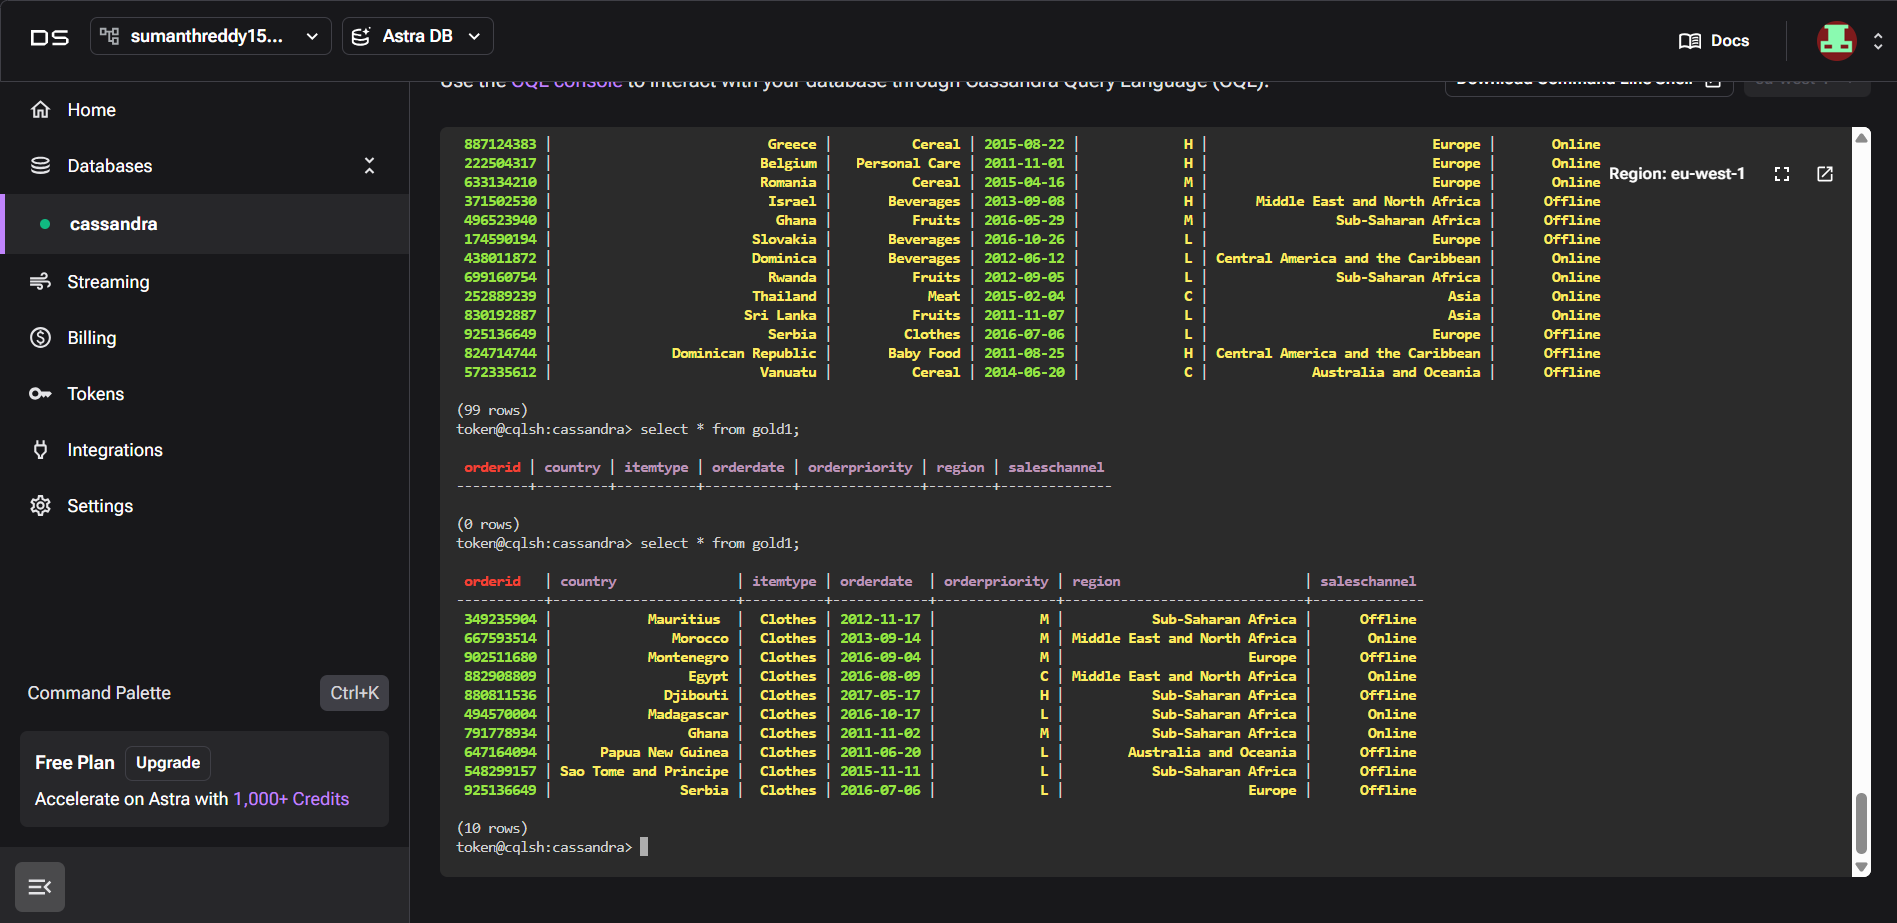 DS sumanthreddy15... Astra DB Docs
Use the CQL console to interact with your database through Cassandra Query Language (CQL). Download Command Line Shell eu-west-1
Home
Databases
cassandra
Streaming
Billing
Tokens
Integrations
Settings
Command Palette Ctrl+K
Free Plan Upgrade
Accelerate on Astra with 1,000+ Credits
Region: eu-west-1
887124383 | Greece | Cereal | 2015-08-22 | H | Europe | Online
222504317 | Belgium | Personal Care | 2011-11-01 | H | Europe | Online
633134210 | Romania | Cereal | 2015-04-16 | M | Europe | Online
371502530 | Israel | Beverages | 2013-09-08 | H | Middle East and North Africa | Offline
496523940 | Ghana | Fruits | 2016-05-29 | M | Sub-Saharan Africa | Offline
174590194 | Slovakia | Beverages | 2016-10-26 | L | Europe | Offline
438011872 | Dominica | Beverages | 2012-06-12 | L | Central America and the Caribbean | Online
699160754 | Rwanda | Fruits | 2012-09-05 | L | Sub-Saharan Africa | Online
252889239 | Thailand | Meat | 2015-02-04 | C | Asia | Online
830192887 | Sri Lanka | Fruits | 2011-11-07 | L | Asia | Online
925136649 | Serbia | Clothes | 2016-07-06 | L | Europe | Offline
824714744 | Dominican Republic | Baby Food | 2011-08-25 | H | Central America and the Caribbean | Offline
572335612 | Vanuatu | Cereal | 2014-06-20 | C | Australia and Oceania | Offline
(99 rows)
token@cqlsh:cassandra> select * from gold1;
orderid | country | itemtype | orderdate | orderpriority | region | saleschannel
---------+---------+----------+-----------+---------------+--------+--------------
(0 rows)
token@cqlsh:cassandra> select * from gold1;
orderid | country | itemtype | orderdate | orderpriority | region | saleschannel
-----------+-----------------------+----------+------------+---------------+------------------------------+--------------
349235904 | Mauritius | Clothes | 2012-11-17 | M | Sub-Saharan Africa | Offline
667593514 | Morocco | Clothes | 2013-09-14 | M | Middle East and North Africa | Online
902511680 | Montenegro | Clothes | 2016-09-04 | M | Europe | Offline
882908809 | Egypt | Clothes | 2016-08-09 | C | Middle East and North Africa | Online
880811536 | Djibouti | Clothes | 2017-05-17 | H | Sub-Saharan Africa | Offline
494570004 | Madagascar | Clothes | 2016-10-17 | L | Sub-Saharan Africa | Online
791778934 | Ghana | Clothes | 2011-11-02 | M | Sub-Saharan Africa | Online
647164094 | Papua New Guinea | Clothes | 2011-06-20 | L | Australia and Oceania | Offline
548299157 | Sao Tome and Principe | Clothes | 2015-11-11 | L | Sub-Saharan Africa | Offline
925136649 | Serbia | Clothes | 2016-07-06 | L | Europe | Offline
(10 rows)
token@cqlsh:cassandra>